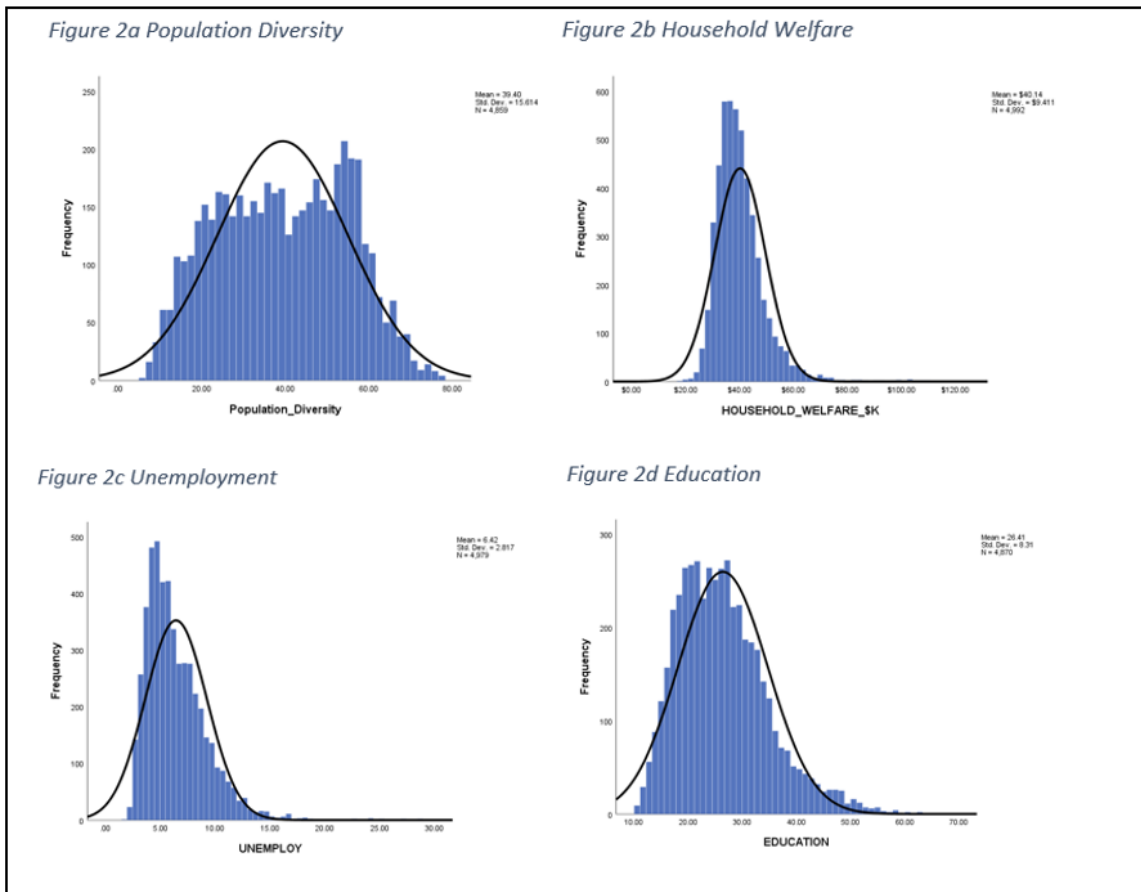 Figure 2a Population Diversity
Mean = 39.40
Std. Dev. = 15.614
N = 4,859
250
200
150
100
50
0
Frequency
.00 20.00 40.00 60.00 80.00
Population_Diversity
Figure 2b Household Welfare
Mean = $40.14
Std. Dev. = $9.411
N = 4,992
600
500
400
300
200
100
0
Frequency
$0.00 $20.00 $40.00 $60.00 $80.00 $100.00 $120.00
HOUSEHOLD_WELFARE_$K
Figure 2c Unemployment
Mean = 6.42
Std. Dev. = 2.817
N = 4,979
500
400
300
200
100
0
Frequency
.00 5.00 10.00 15.00 20.00 25.00 30.00
UNEMPLOY
Figure 2d Education
Mean = 26.41
Std. Dev. = 8.31
N = 4,870
300
200
100
0
Frequency
10.00 20.00 30.00 40.00 50.00 60.00 70.00
EDUCATION